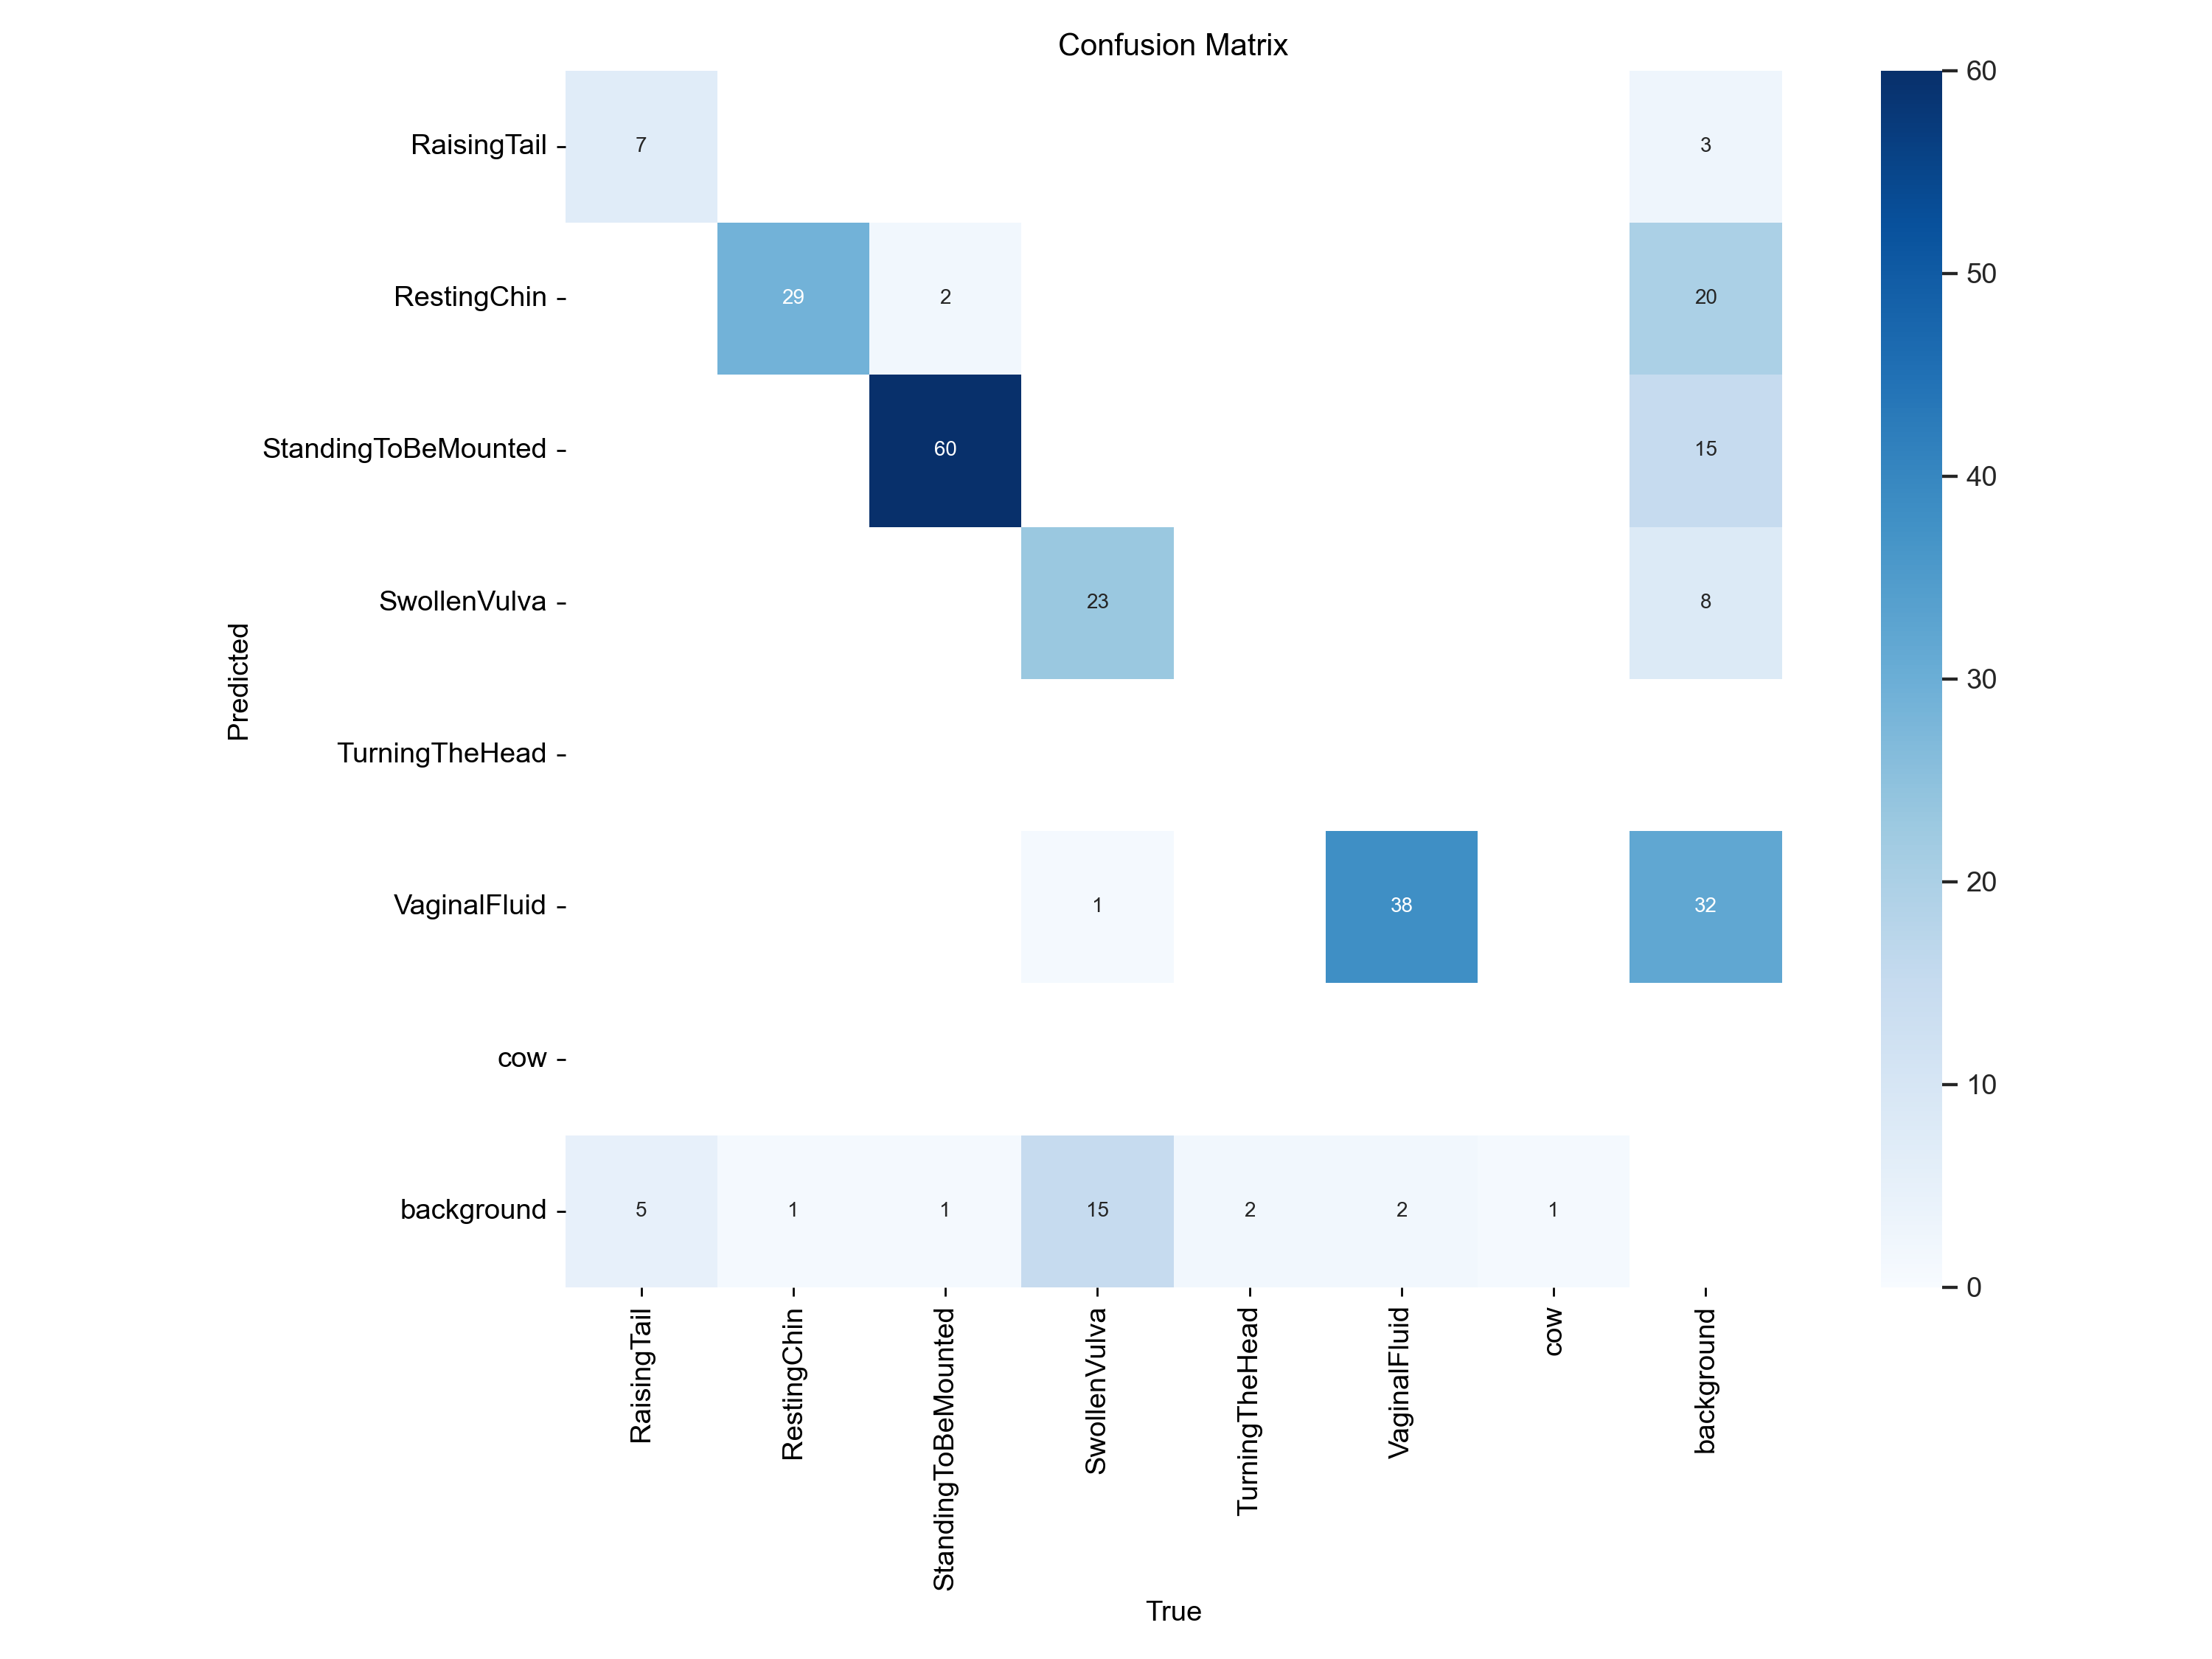 Confusion Matrix
RaisingTail 7 3
RestingChin 29 2 20
StandingToBeMounted 60 15
SwollenVulva 23 8
TurningTheHead
VaginalFluid 1 38 32
cow
background 5 1 1 15 2 2 1
Predicted
RaisingTail RestingChin StandingToBeMounted SwollenVulva TurningTheHead VaginalFluid cow background
True
60
50
40
30
20
10
0